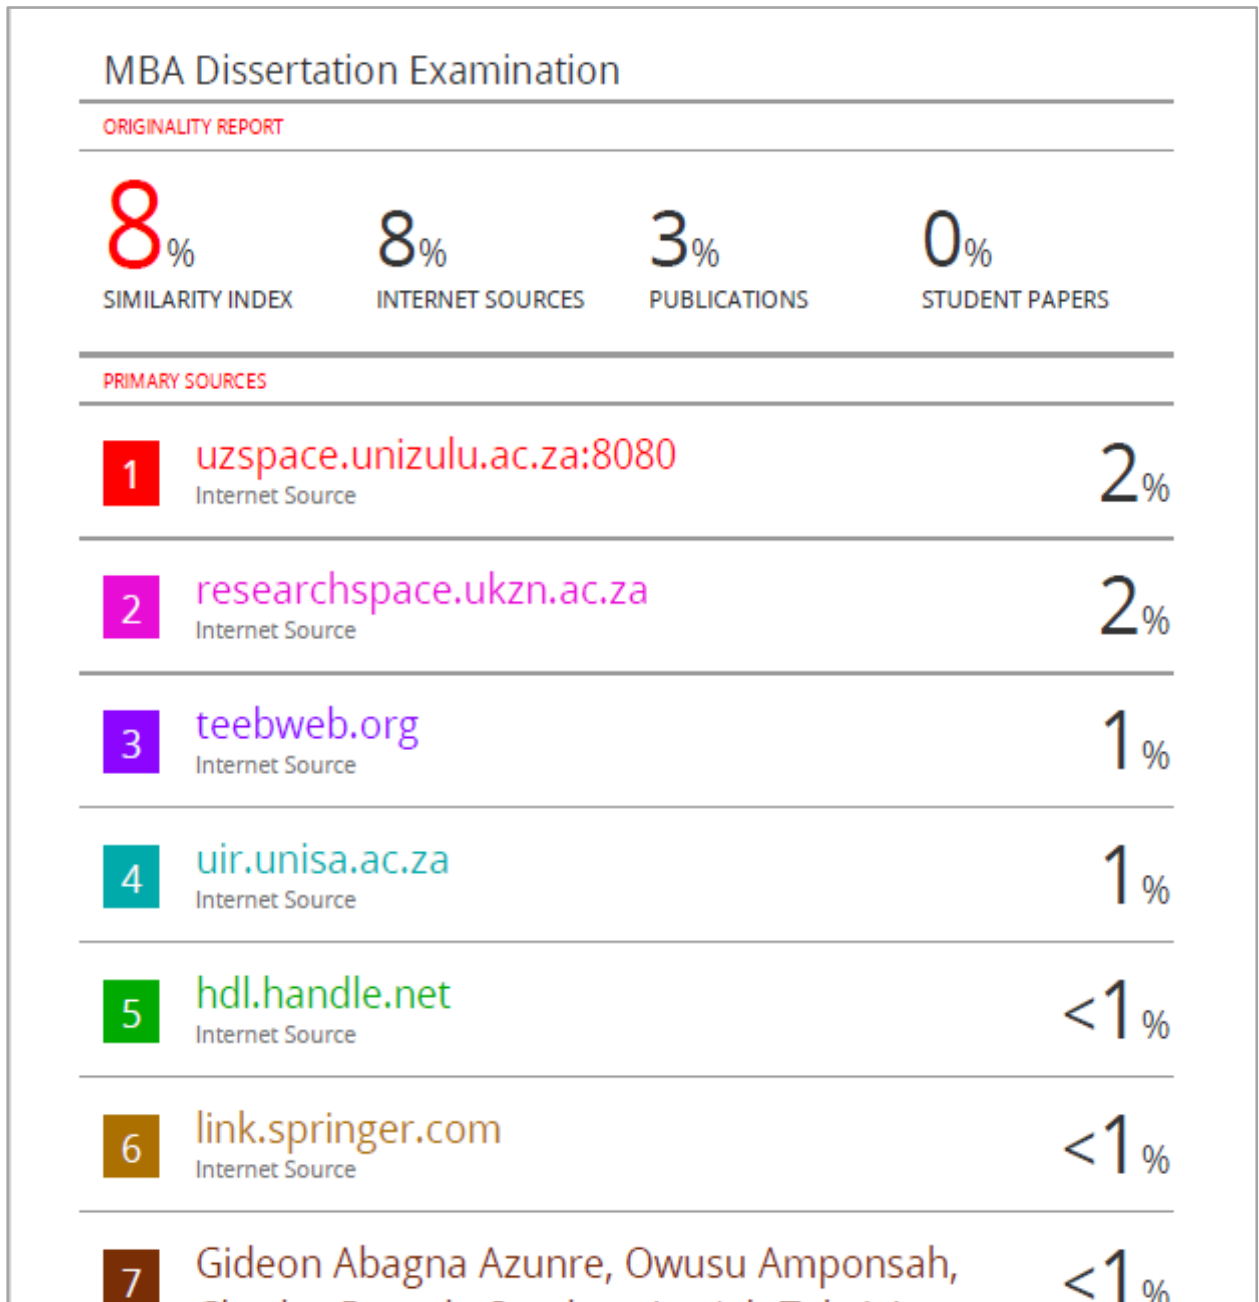 MBA Dissertation Examination
ORIGINALITY REPORT
8% 8% 3% 0%
SIMILARITY INDEX INTERNET SOURCES PUBLICATIONS STUDENT PAPERS
PRIMARY SOURCES
1 uzspace.unizulu.ac.za:8080 2%
Internet Source
2 researchspace.ukzn.ac.za 2%
Internet Source
3 teebweb.org 1%
Internet Source
4 uir.unisa.ac.za 1%
Internet Source
5 hdl.handle.net <1%
Internet Source
6 link.springer.com <1%
Internet Source
7 Gideon Abagna Azunre, Owusu Amponsah, <1%